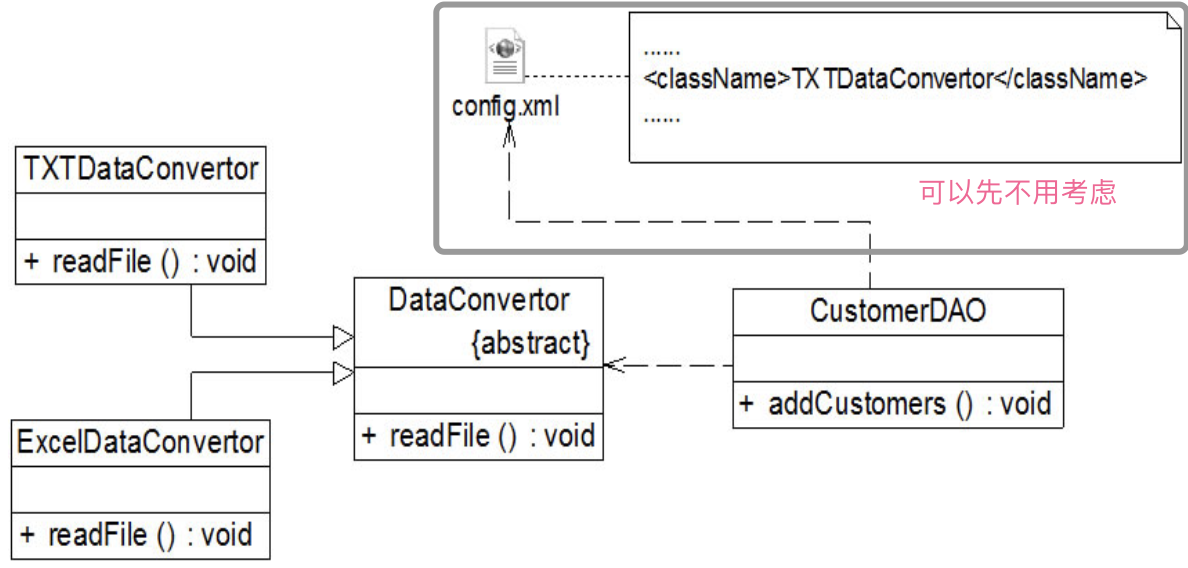 ......
<className>TXTDataConvertor</className>
......
config.xml
可以先不用考虑
TXTDataConvertor
+ readFile () : void
DataConvertor
{abstract}
+ readFile () : void
CustomerDAO
+ addCustomers () : void
ExcelDataConvertor
+ readFile () : void